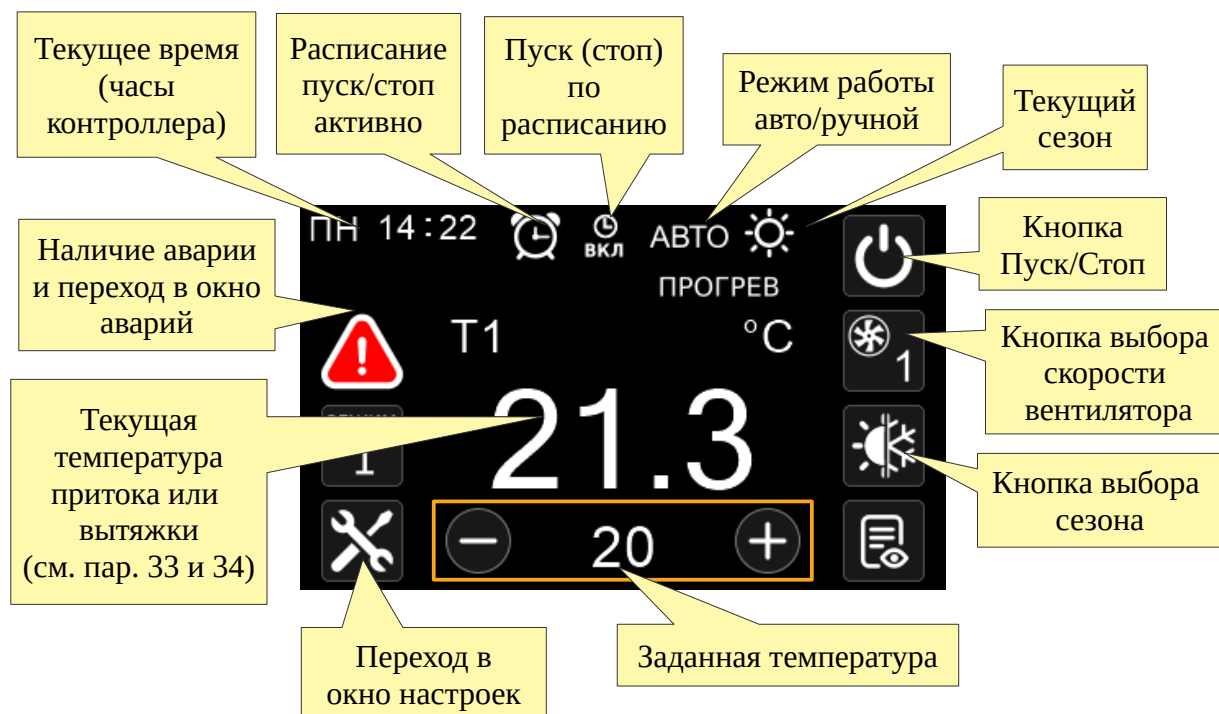 Текущее время
(часы
контроллера)
Расписание
пуск/стоп
активно
Пуск (стоп)
по
расписанию
Режим работы
авто/ручной
Текущий
сезон
ПН 14:22
ВКЛ
АВТО
ПРОГРЕВ
Кнопка
Пуск/Стоп
Наличие аварии
и переход в окно
аварий
T1
°C
1
Кнопка выбора
скорости
вентилятора
Текущая
температура
притока или
вытяжки
(см. пар. 33 и 34)
1
21.3
Кнопка выбора
сезона
20
Переход в
окно настроек
Заданная температура